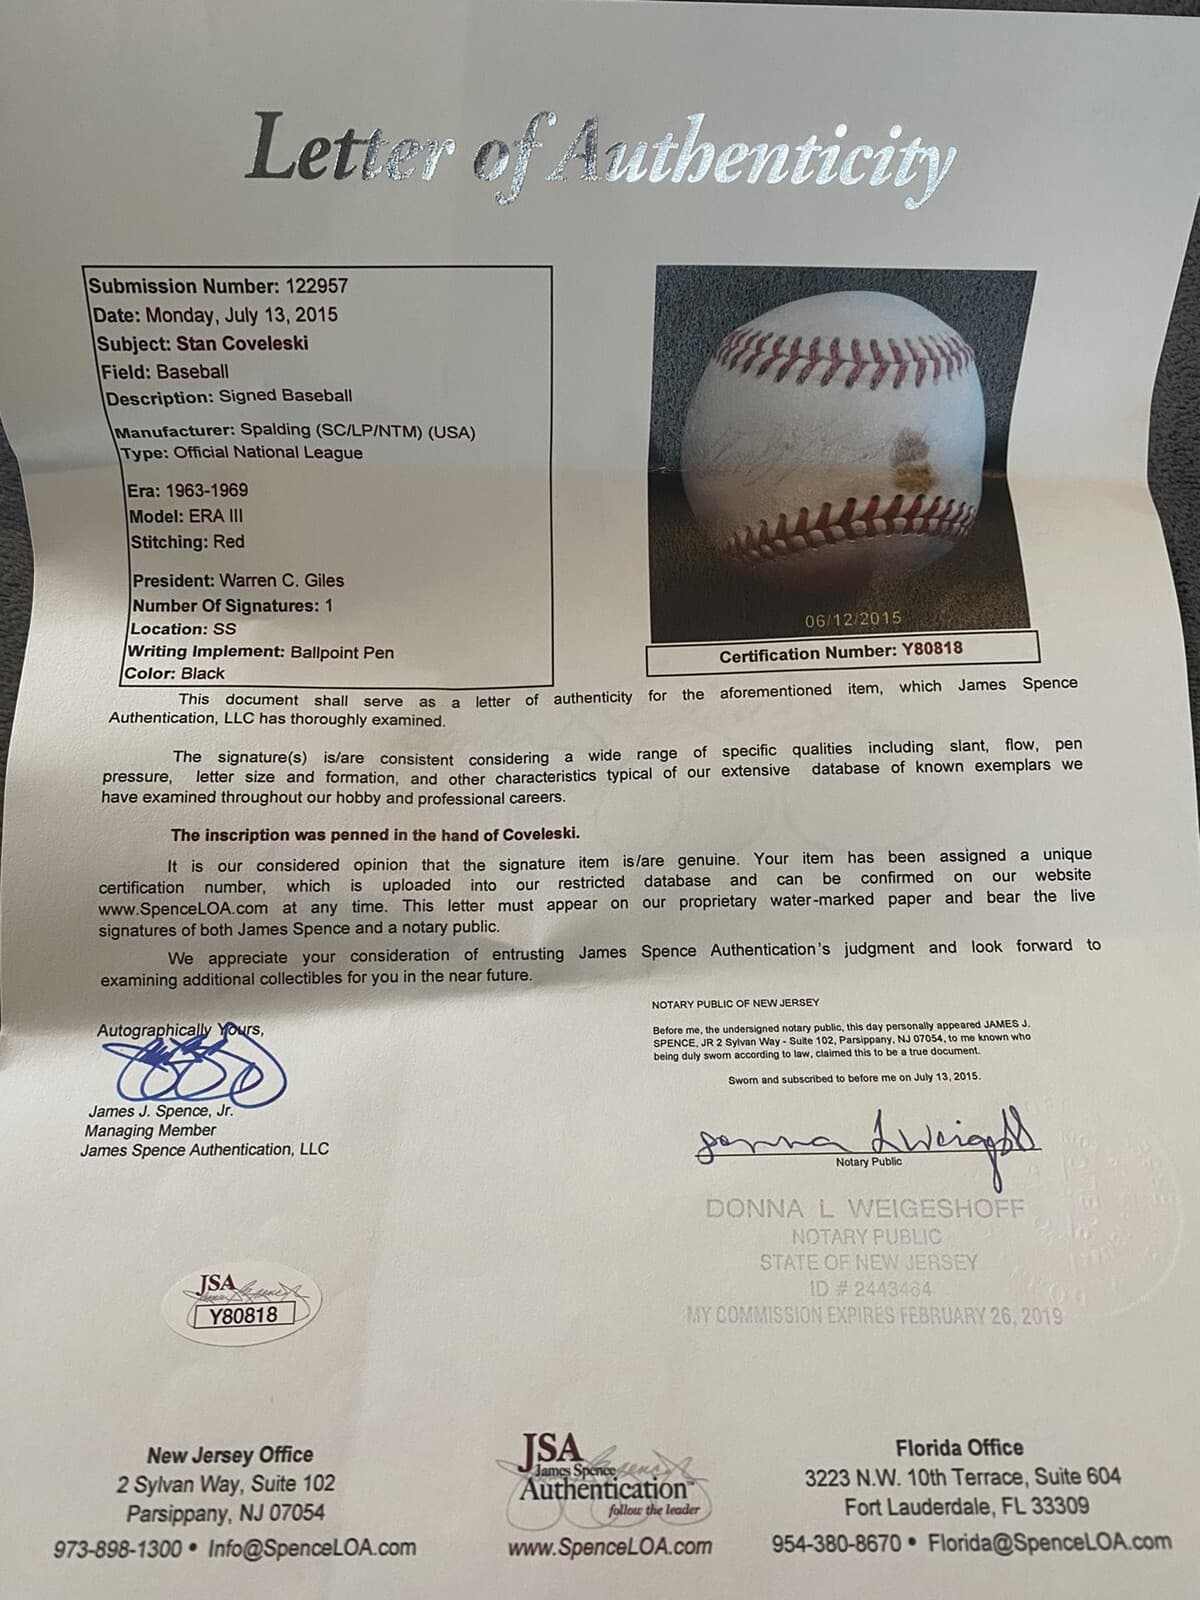 Letter of Authenticity
Submission Number: 122957
Date: Monday, July 13, 2015
Subject: Stan Coveleski
Field: Baseball
Description: Signed Baseball
Manufacturer: Spalding (SC/LP/NTM) (USA)
Type: Official National League
Era: 1963-1969
Model: ERA III
Stitching: Red
President: Warren C. Giles
Number Of Signatures: 1
Location: SS
Writing Implement: Ballpoint Pen
Color: Black
06/12/2015
Certification Number: Y80818
This document shall serve as a letter of authenticity for the aforementioned item, which James Spence
Authentication, LLC has thoroughly examined.
The signature(s) is/are consistent considering a wide range of specific qualities including slant, flow, pen
pressure, letter size and formation, and other characteristics typical of our extensive database of known exemplars we
have examined throughout our hobby and professional careers.
The inscription was penned in the hand of Coveleski.
It is our considered opinion that the signature item is/are genuine. Your item has been assigned a unique
certification number, which is uploaded into our restricted database and can be confirmed on our website
www.SpenceLOA.com at any time. This letter must appear on our proprietary water-marked paper and bear the live
signatures of both James Spence and a notary public.
We appreciate your consideration of entrusting James Spence Authentication's judgment and look forward to
examining additional collectibles for you in the near future.
Autographically Yours,
James J. Spence, Jr.
Managing Member
James Spence Authentication, LLC
NOTARY PUBLIC OF NEW JERSEY
Before me, the undersigned notary public, this day personally appeared JAMES J.
SPENCE, JR 2 Sylvan Way - Suite 102, Parsippany, NJ 07054, to me known who
being duly sworn according to law, claimed this to be a true document.
Sworn and subscribed to before me on July 13, 2015.
Donna L Weigeshoff
Notary Public
DONNA L WEIGESHOFF
NOTARY PUBLIC
STATE OF NEW JERSEY
ID # 2443464
MY COMMISSION EXPIRES FEBRUARY 26, 2019
JSA
Y80818
New Jersey Office
2 Sylvan Way, Suite 102
Parsippany, NJ 07054
973-898-1300 • Info@SpenceLOA.com
JSA
James Spence
Authentication™
follow the leader
www.SpenceLOA.com
Florida Office
3223 N.W. 10th Terrace, Suite 604
Fort Lauderdale, FL 33309
954-380-8670 • Florida@SpenceLOA.com